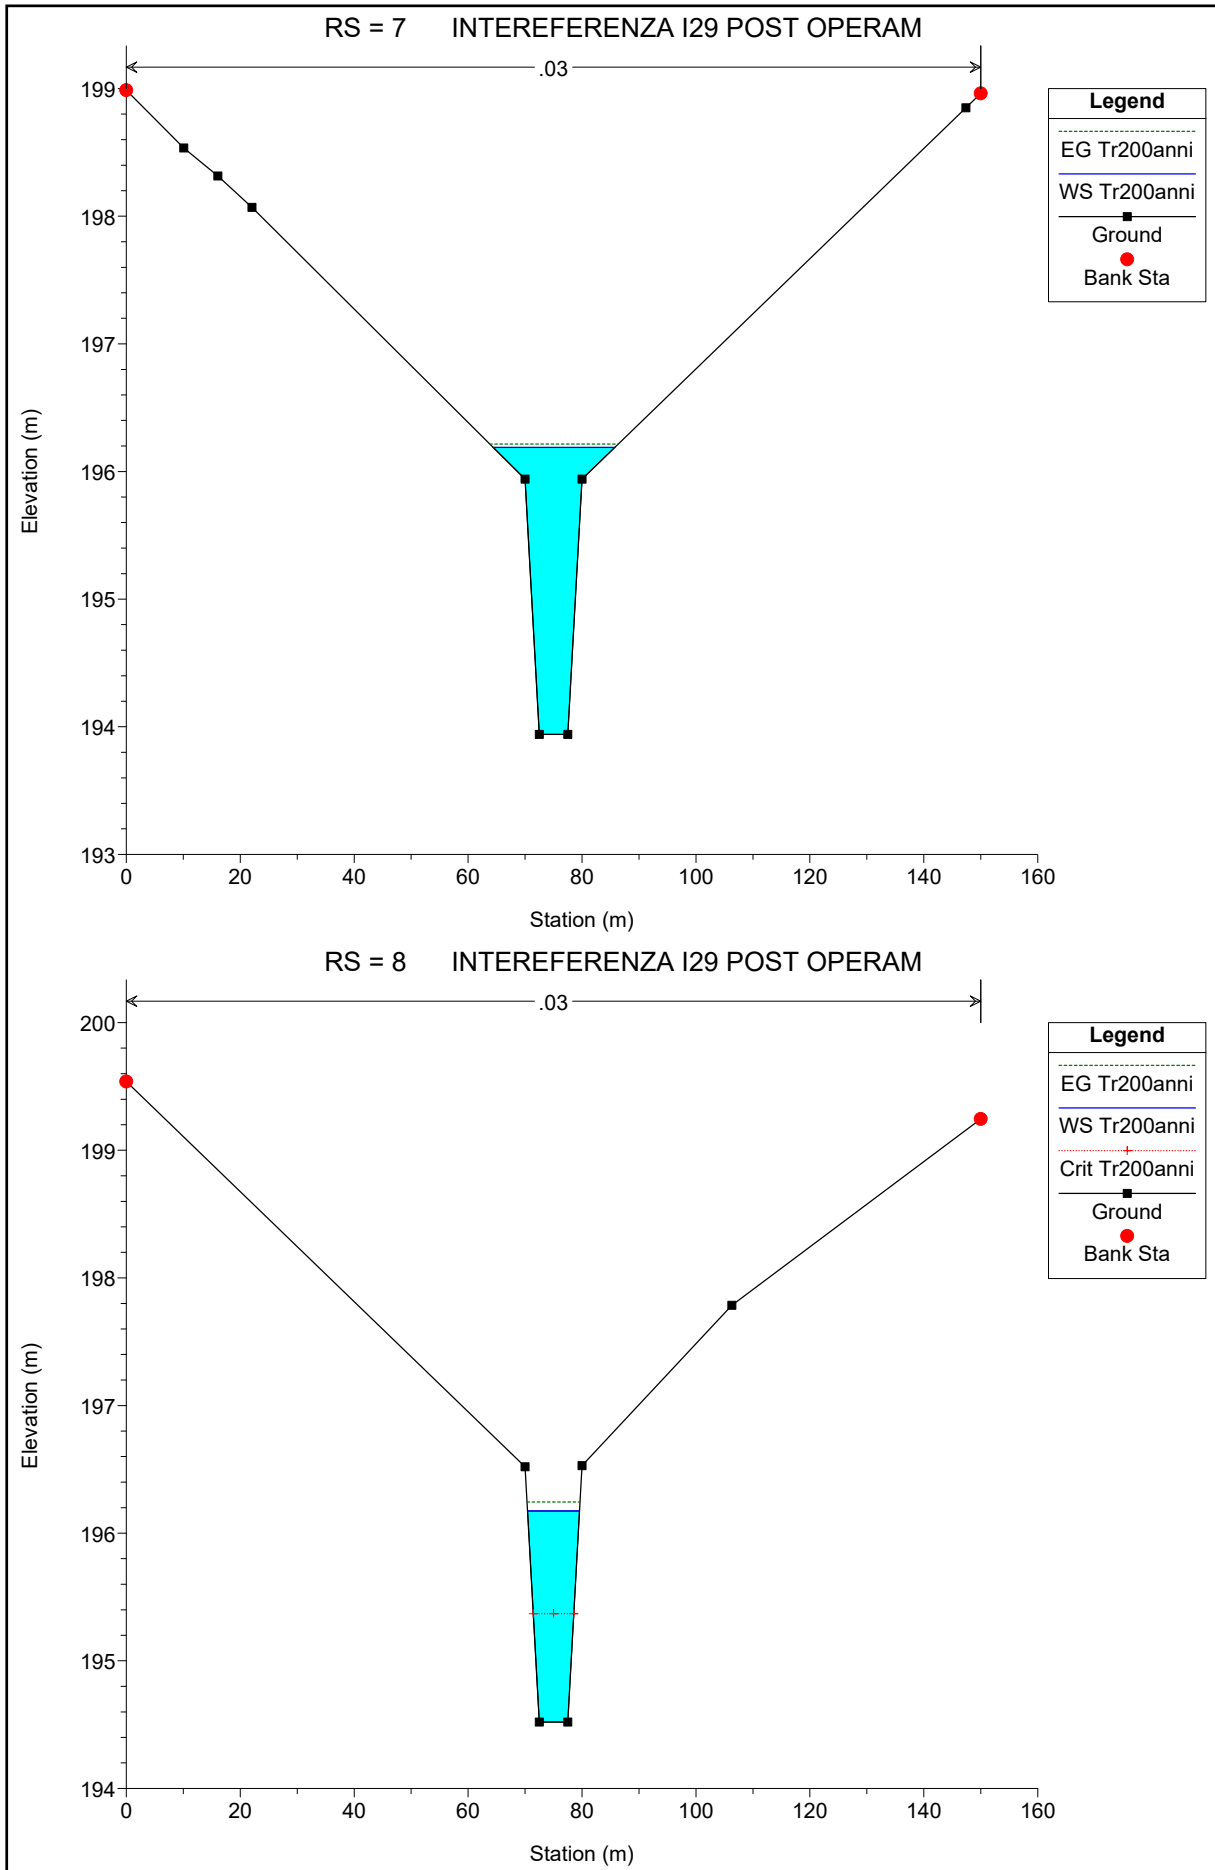 RS = 7 INTEREFERENZA I29 POST OPERAM
.03
199
198
197
196
195
194
193
Elevation (m)
0 20 40 60 80 100 120 140 160
Station (m)
Legend
EG Tr200anni
WS Tr200anni
Ground
Bank Sta
RS = 8 INTEREFERENZA I29 POST OPERAM
.03
200
199
198
197
196
195
194
Elevation (m)
0 20 40 60 80 100 120 140 160
Station (m)
Legend
EG Tr200anni
WS Tr200anni
Crit Tr200anni
Ground
Bank Sta